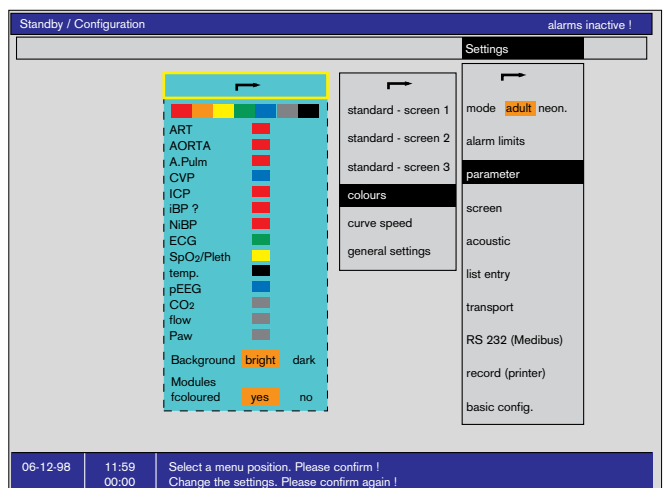 Standby / Configuration alarms inactive !
Settings
ART
AORTA
A.Pulm
CVP
ICP
iBP ?
NiBP
ECG
SpO2/Pleth
temp.
pEEG
CO2
flow
Paw
Background bright dark
Modules
fcoloured yes no
standard - screen 1
standard - screen 2
standard - screen 3
colours
curve speed
general settings
mode adult neon.
alarm limits
parameter
screen
acoustic
list entry
transport
RS 232 (Medibus)
record (printer)
basic config.
06-12-98 11:59 Select a menu position. Please confirm !
00:00 Change the settings. Please confirm again !